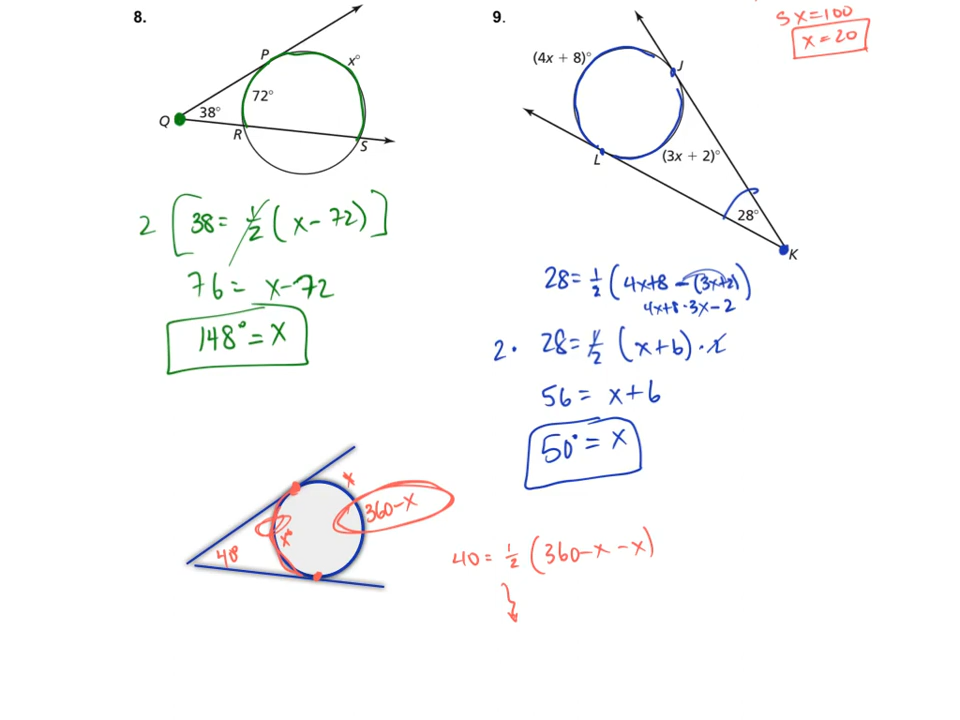 8.
P
x°
72°
Q
38°
R
S
2 [38 = 1/2 (x - 72)]
76 = x - 72
148° = x
9.
(4x + 8)°
J
L
(3x + 2)°
28°
K
28 = 1/2 (4x+8 - (3x+2))
4x+8-3x-2
2 · 28 = 1/2 (x+6) · 2
56 = x + 6
50° = x
5x = 100
x = 20
x
360-x
x°
40
40 = 1/2 (360-x-x)